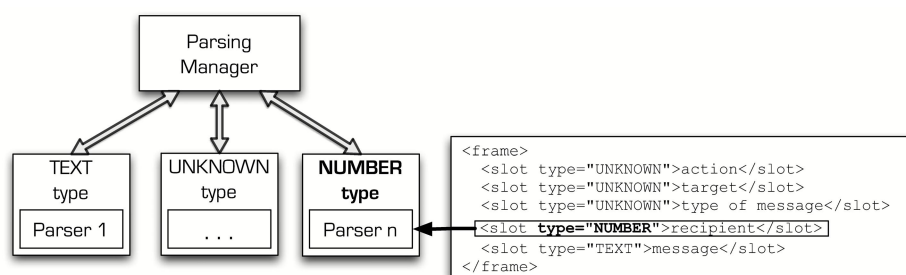 Parsing
Manager
TEXT
type
Parser 1
UNKNOWN
type
...
NUMBER
type
Parser n
<frame>
<slot type="UNKNOWN">action</slot>
<slot type="UNKNOWN">target</slot>
<slot type="UNKNOWN">type of message</slot>
<slot type="NUMBER">recipient</slot>
<slot type="TEXT">message</slot>
</frame>